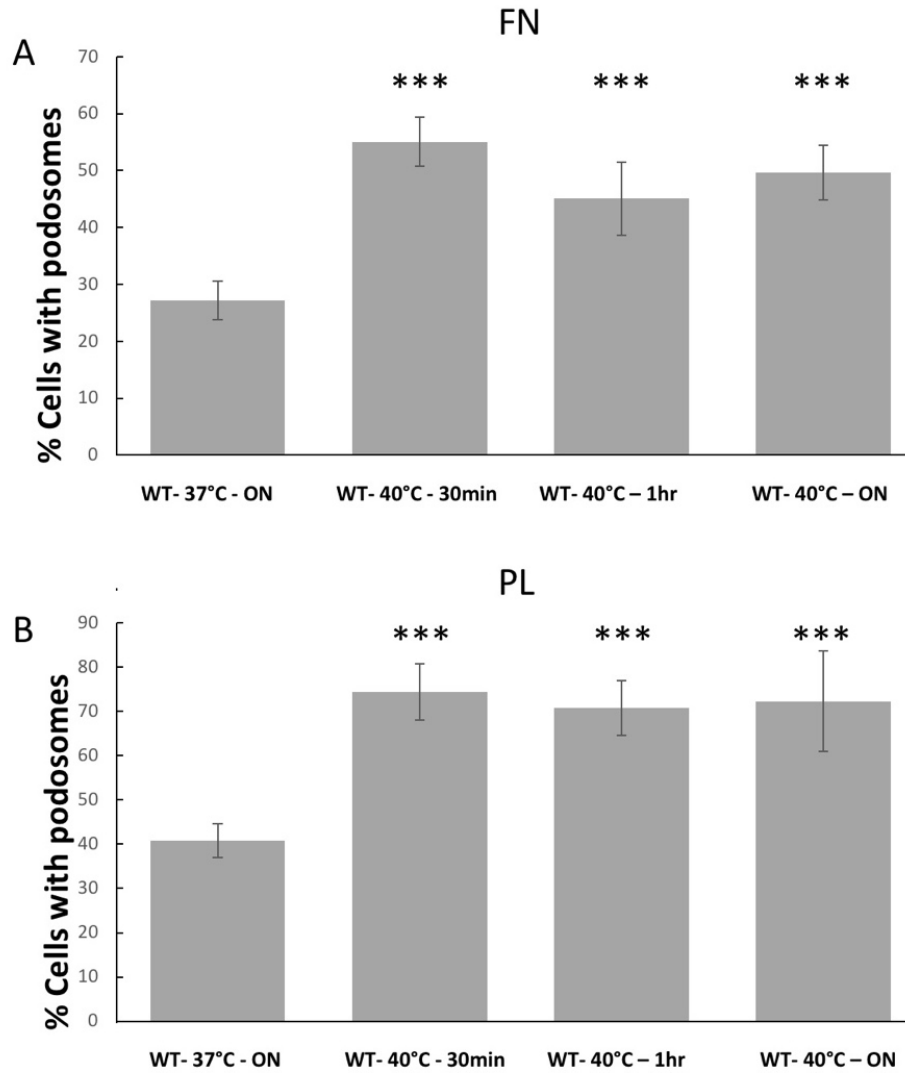 FN
A
70
60
50
40
30
20
10
0
% Cells with podosomes
*** *** ***
WT- 37°C - ON WT- 40°C - 30min WT- 40°C – 1hr WT- 40°C – ON
PL
B
90
80
70
60
50
40
30
20
10
0
% Cells with podosomes
*** *** ***
WT- 37°C - ON WT- 40°C - 30min WT- 40°C – 1hr WT- 40°C – ON